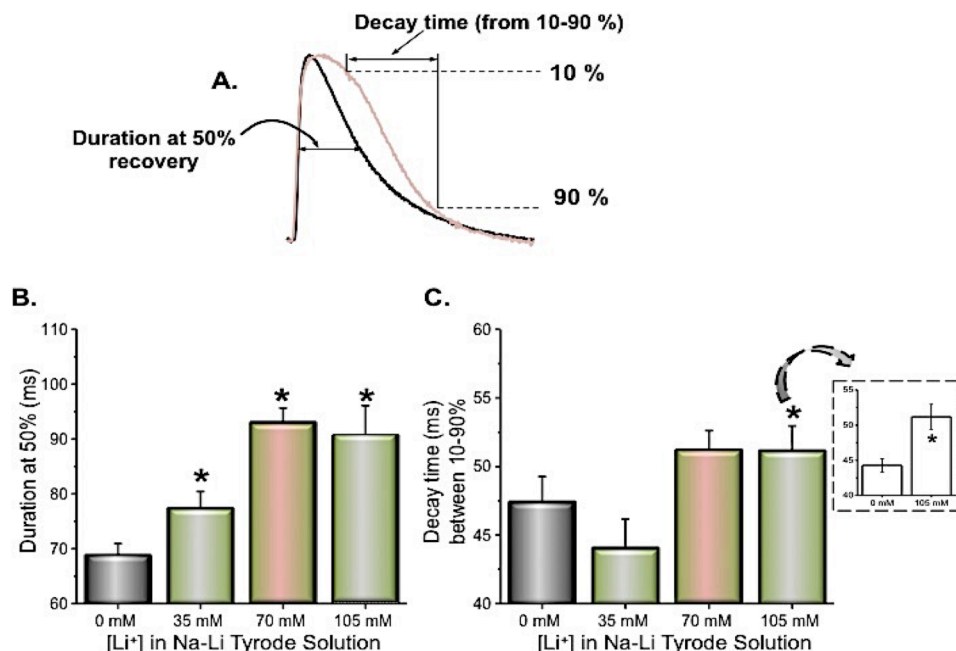 Decay time (from 10-90 %)
A.
10 %
Duration at 50%
recovery
90 %
B.
Duration at 50% (ms)
110
100
90
80
70
60
*
*
*
0 mM
35 mM
70 mM
105 mM
[Li⁺] in Na-Li Tyrode Solution
C.
Decay time (ms)
between 10-90%
60
55
50
45
40
*
0 mM
35 mM
70 mM
105 mM
[Li⁺] in Na-Li Tyrode Solution
55
50
45
40
*
0 mM
105 mM